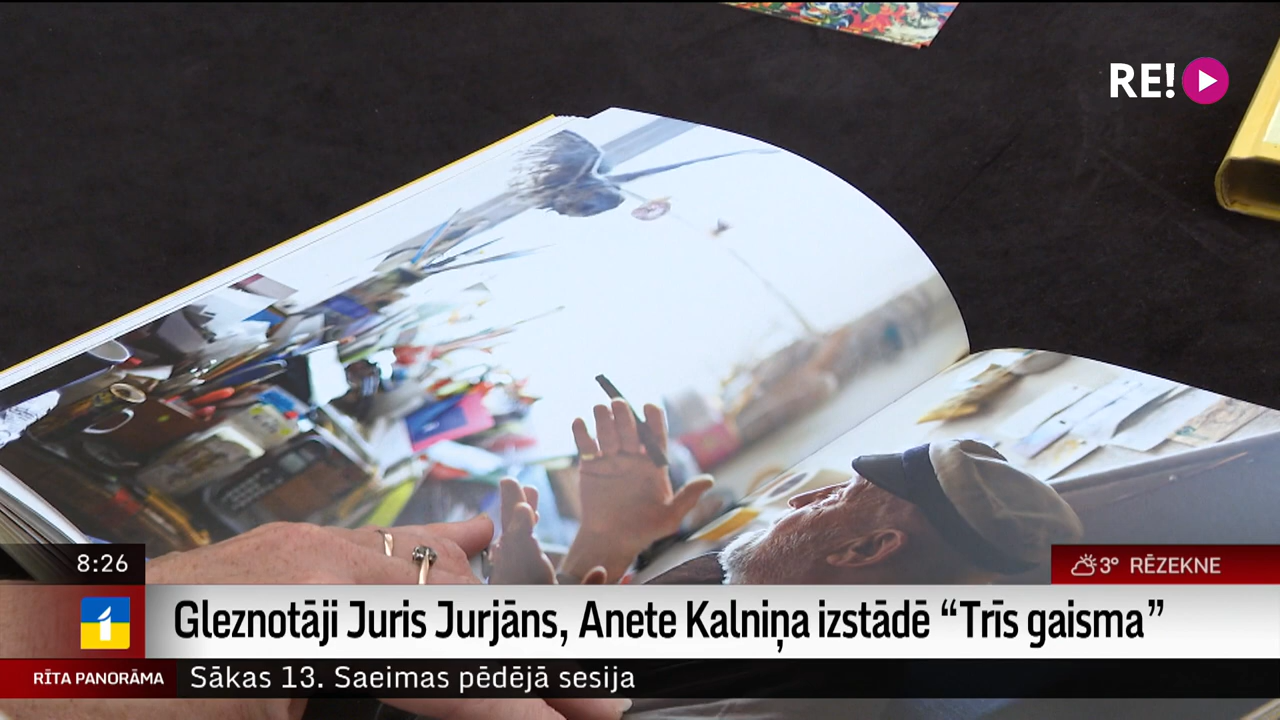 RE!
8:26
3° RĒZEKNE
1
Gleznotāji Juris Jurjāns, Anete Kalniņa izstādē “Trīs gaisma”
RĪTA PANORĀMA Sākas 13. Saeimas pēdējā sesija